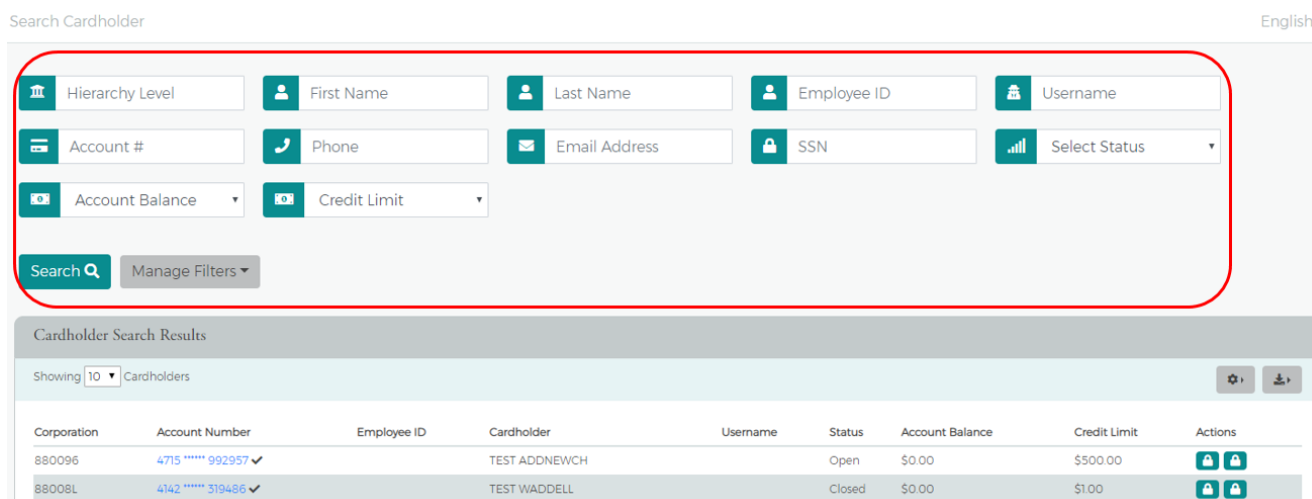 Search Cardholder English
Hierarchy Level First Name Last Name Employee ID Username
Account # Phone Email Address SSN Select Status
Account Balance Credit Limit
Search Manage Filters
Cardholder Search Results
Showing 10 Cardholders
Corporation Account Number Employee ID Cardholder Username Status Account Balance Credit Limit Actions
880096 4715 ****** 992957 TEST ADDNEWCH Open $0.00 $500.00
88008L 4142 ****** 319486 TEST WADDELL Closed $0.00 $1.00